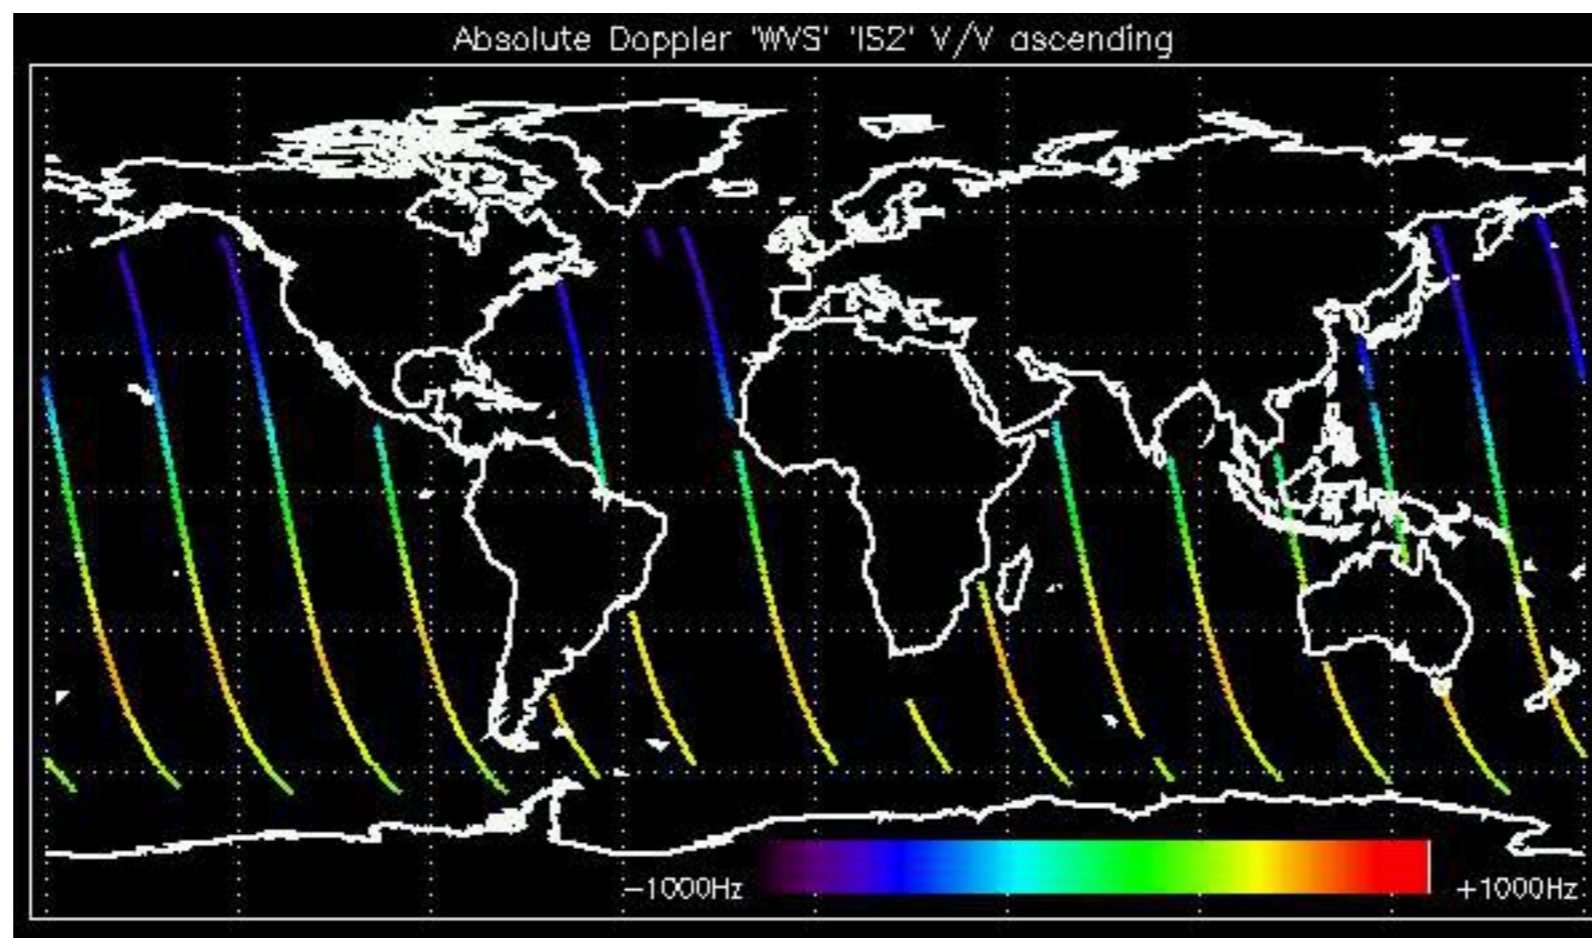 Absolute Doppler 'WVS' 'IS2' V/V ascending
−1000Hz +1000Hz